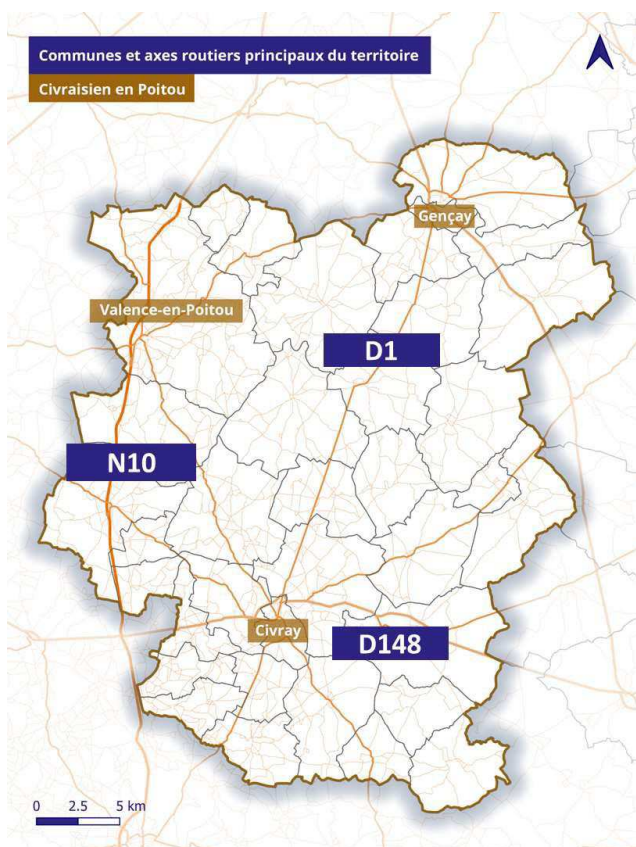 Communes et axes routiers principaux du territoire
Civraisien en Poitou
Gençay
Valence-en-Poitou
D1
N10
Civray
D148
0 2.5 5 km